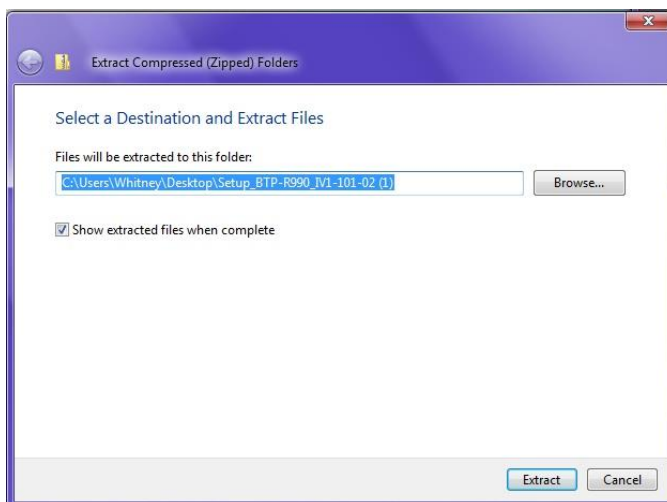 Extract Compressed (Zipped) Folders
Select a Destination and Extract Files
Files will be extracted to this folder:
C:\Users\Whitney\Desktop\Setup_BTP-R990_IV1-101-02 (1)
Browse...
Show extracted files when complete
Extract
Cancel